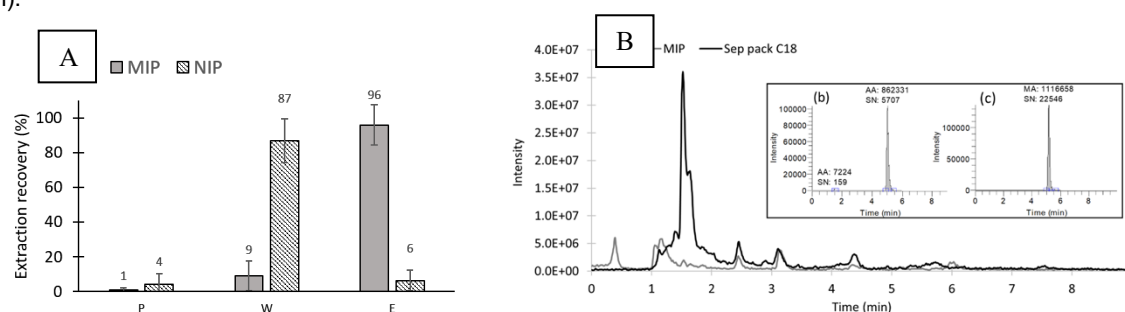 n).
A
MIP NIP
Extraction recovery (%)
100
80
60
40
20
0
1
4
9
87
96
6
P W E
B
MIP Sep pack C18
Intensity
4.0E+07
3.5E+07
3.0E+07
2.5E+07
2.0E+07
1.5E+07
1.0E+07
5.0E+06
0.0E+00
0 1 2 3 4 5 6 7 8
Time (min)
(b)
AA: 862331
SN: 5707
Intensity
100000
80000
60000
40000
20000
0
AA: 7224
SN: 159
0 2 4 6 8
Time (min)
(c)
MA: 1116658
SN: 22546
Intensity
100000
50000
0
0 2 4 6 8
Time (min)